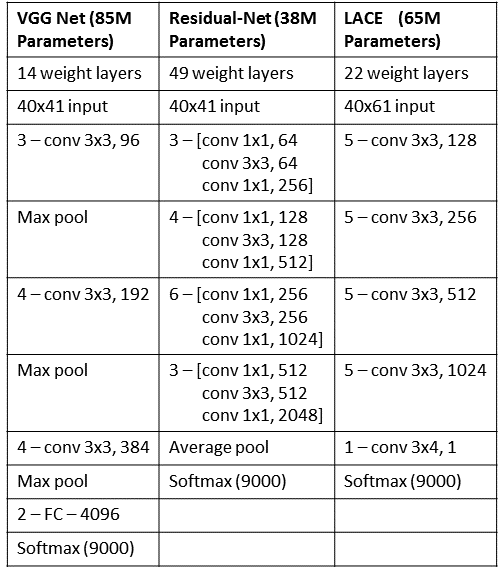 VGG Net (85M Parameters) Residual-Net (38M Parameters) LACE (65M Parameters)
14 weight layers 49 weight layers 22 weight layers
40x41 input 40x41 input 40x61 input
3 – conv 3x3, 96 3 – [conv 1x1, 64 5 – conv 3x3, 128
conv 3x3, 64
conv 1x1, 256]
Max pool 4 – [conv 1x1, 128 5 – conv 3x3, 256
conv 3x3, 128
conv 1x1, 512]
4 – conv 3x3, 192 6 – [conv 1x1, 256 5 – conv 3x3, 512
conv 3x3, 256
conv 1x1, 1024]
Max pool 3 – [conv 1x1, 512 5 – conv 3x3, 1024
conv 3x3, 512
conv 1x1, 2048]
4 – conv 3x3, 384 Average pool 1 – conv 3x4, 1
Max pool Softmax (9000) Softmax (9000)
2 – FC – 4096
Softmax (9000)